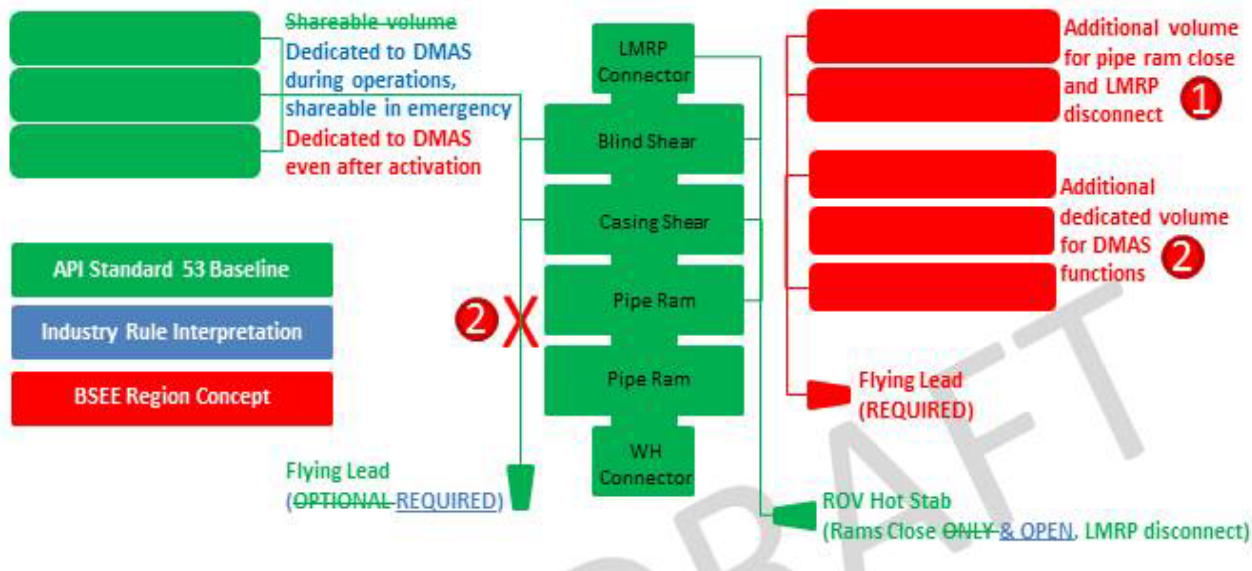 Shareable volume
Dedicated to DMAS
during operations,
shareable in emergency
Dedicated to DMAS
even after activation
LMRP
Connector
Blind Shear
Casing Shear
Pipe Ram
Pipe Ram
WH
Connector
Additional volume
for pipe ram close
and LMRP
disconnect
1
Additional
dedicated volume
for DMAS
functions
2
API Standard 53 Baseline
Industry Rule Interpretation
BSEE Region Concept
2 X
Flying Lead
(REQUIRED)
Flying Lead
(OPTIONAL REQUIRED)
ROV Hot Stab
(Rams Close ONLY & OPEN, LMRP disconnect)
DRAFT